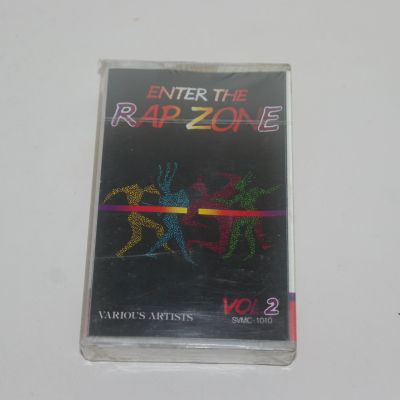 ENTER THE
RAP ZONE
VARIOUS ARTISTS
VOL.2
SVMC-1010